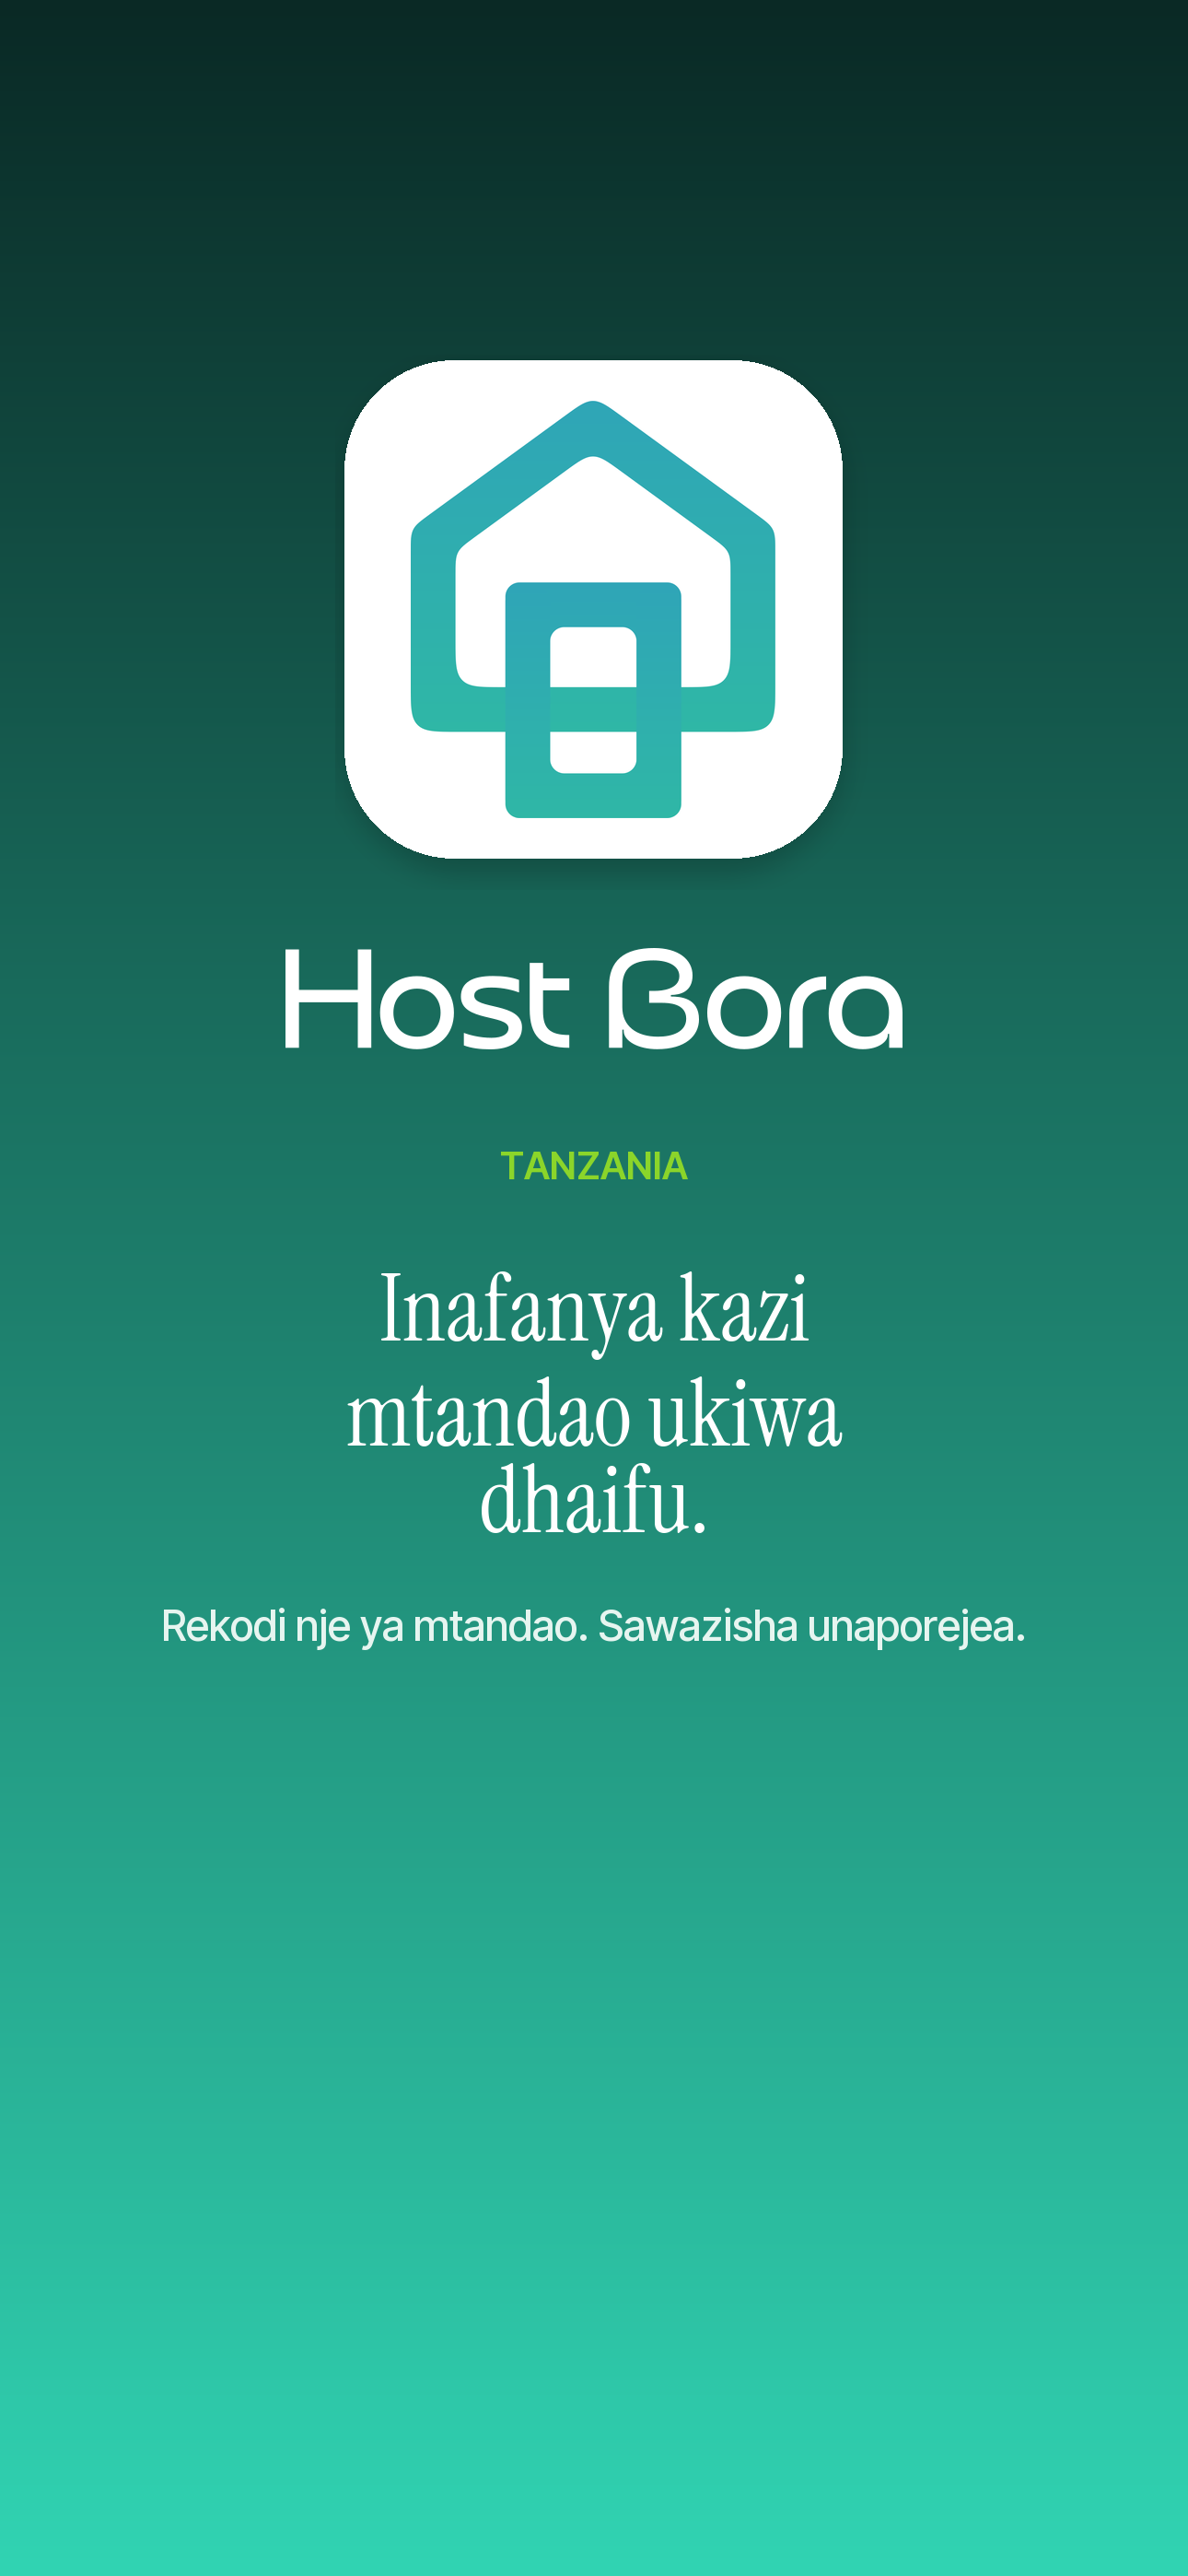 Host Bora
TANZANIA
Inafanya kazi
mtandao ukiwa
dhaifu.
Rekodi nje ya mtandao. Sawazisha unaporejea.